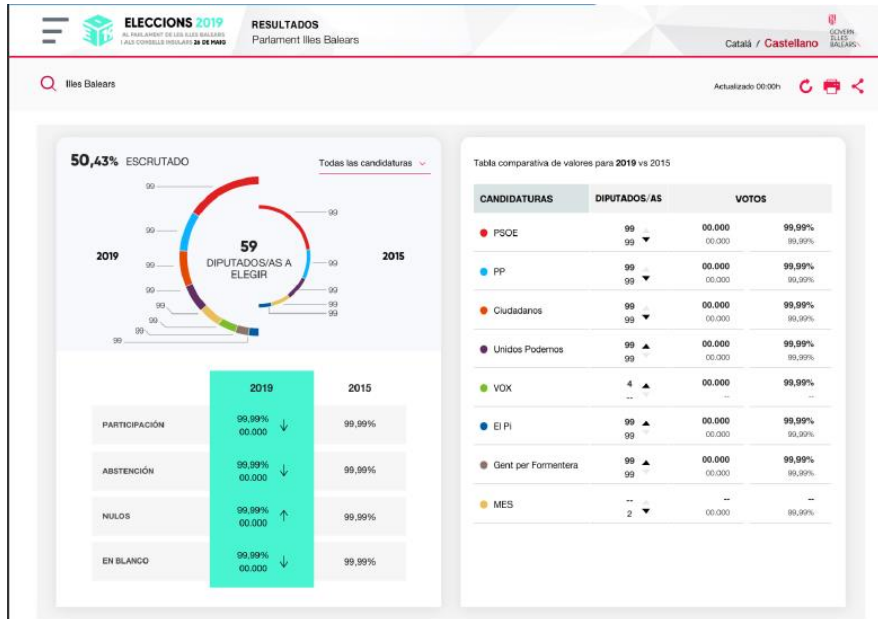 ELECCIONS 2019
AL PARLAMENT DE LES ILLES BALEARS
I ALS CONSELLS INSULARS 26 DE MAIG
RESULTADOS
Parlament Illes Balears
Català / Castellano
GOVERN
ILLES
BALEARS
Illes Balears
Actualizado 00:00h
50,43% ESCRUTADO
Todas las candidaturas
99
99
99
99
99
99
99
99
2019
59
DIPUTADOS/AS A
ELEGIR
2015
99
99
99
99
99
2019 2015
PARTICIPACIÓN 99,99% 00.000 99,99%
ABSTENCIÓN 99,99% 00.000 99,99%
NULOS 99,99% 00.000 99,99%
EN BLANCO 99,99% 00.000 99,99%
Tabla comparativa de valores para 2019 vs 2015
CANDIDATURAS DIPUTADOS/AS VOTOS
PSOE 99 00.000 99,99%
99 00.000 99,99%
PP 99 00.000 99,99%
99 00.000 99,99%
Ciudadanos 99 00.000 99,99%
99 00.000 99,99%
Unidos Podemos 99 00.000 99,99%
99 00.000 99,99%
VOX 4 00.000 99,99%
-- -- --
El Pi 99 00.000 99,99%
99 00.000 99,99%
Gent per Formentera 99 00.000 99,99%
99 00.000 99,99%
MES -- -- --
2 00.000 99,99%